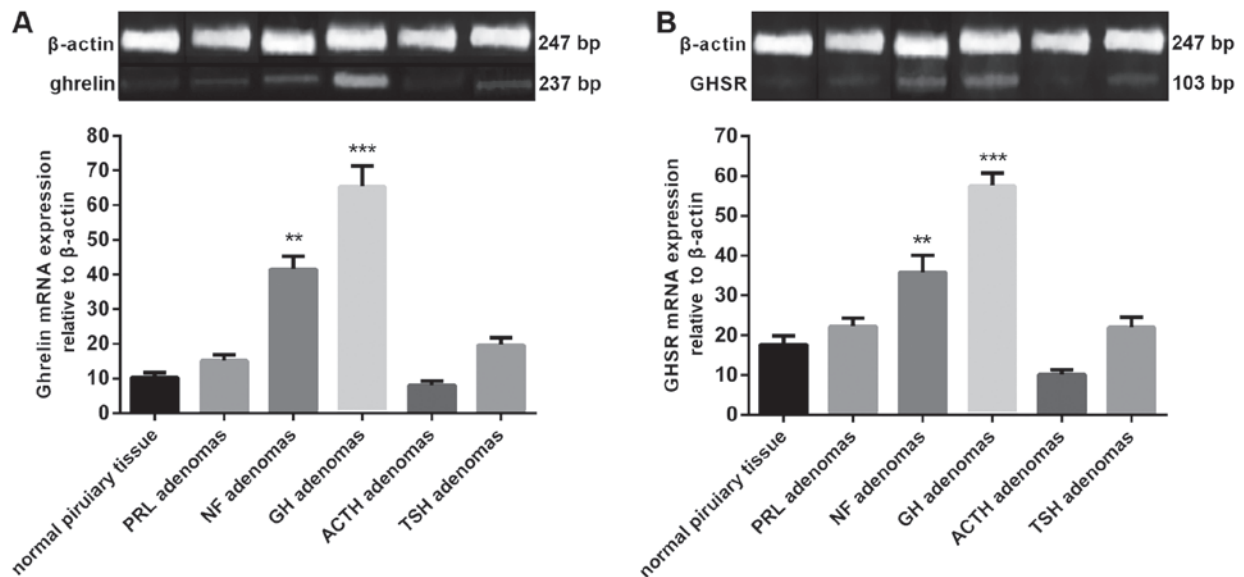 A
β-actin
247 bp
ghrelin
237 bp
Ghrelin mRNA expression
relative to β-actin
80
70
60
50
40
30
20
10
0
**
***
normal piruiary tissue
PRL adenomas
NF adenomas
GH adenomas
ACTH adenomas
TSH adenomas
B
β-actin
247 bp
GHSR
103 bp
GHSR mRNA expression
relative to β-actin
70
60
50
40
30
20
10
0
**
***
normal piruiary tissue
PRL adenomas
NF adenomas
GH adenomas
ACTH adenomas
TSH adenomas